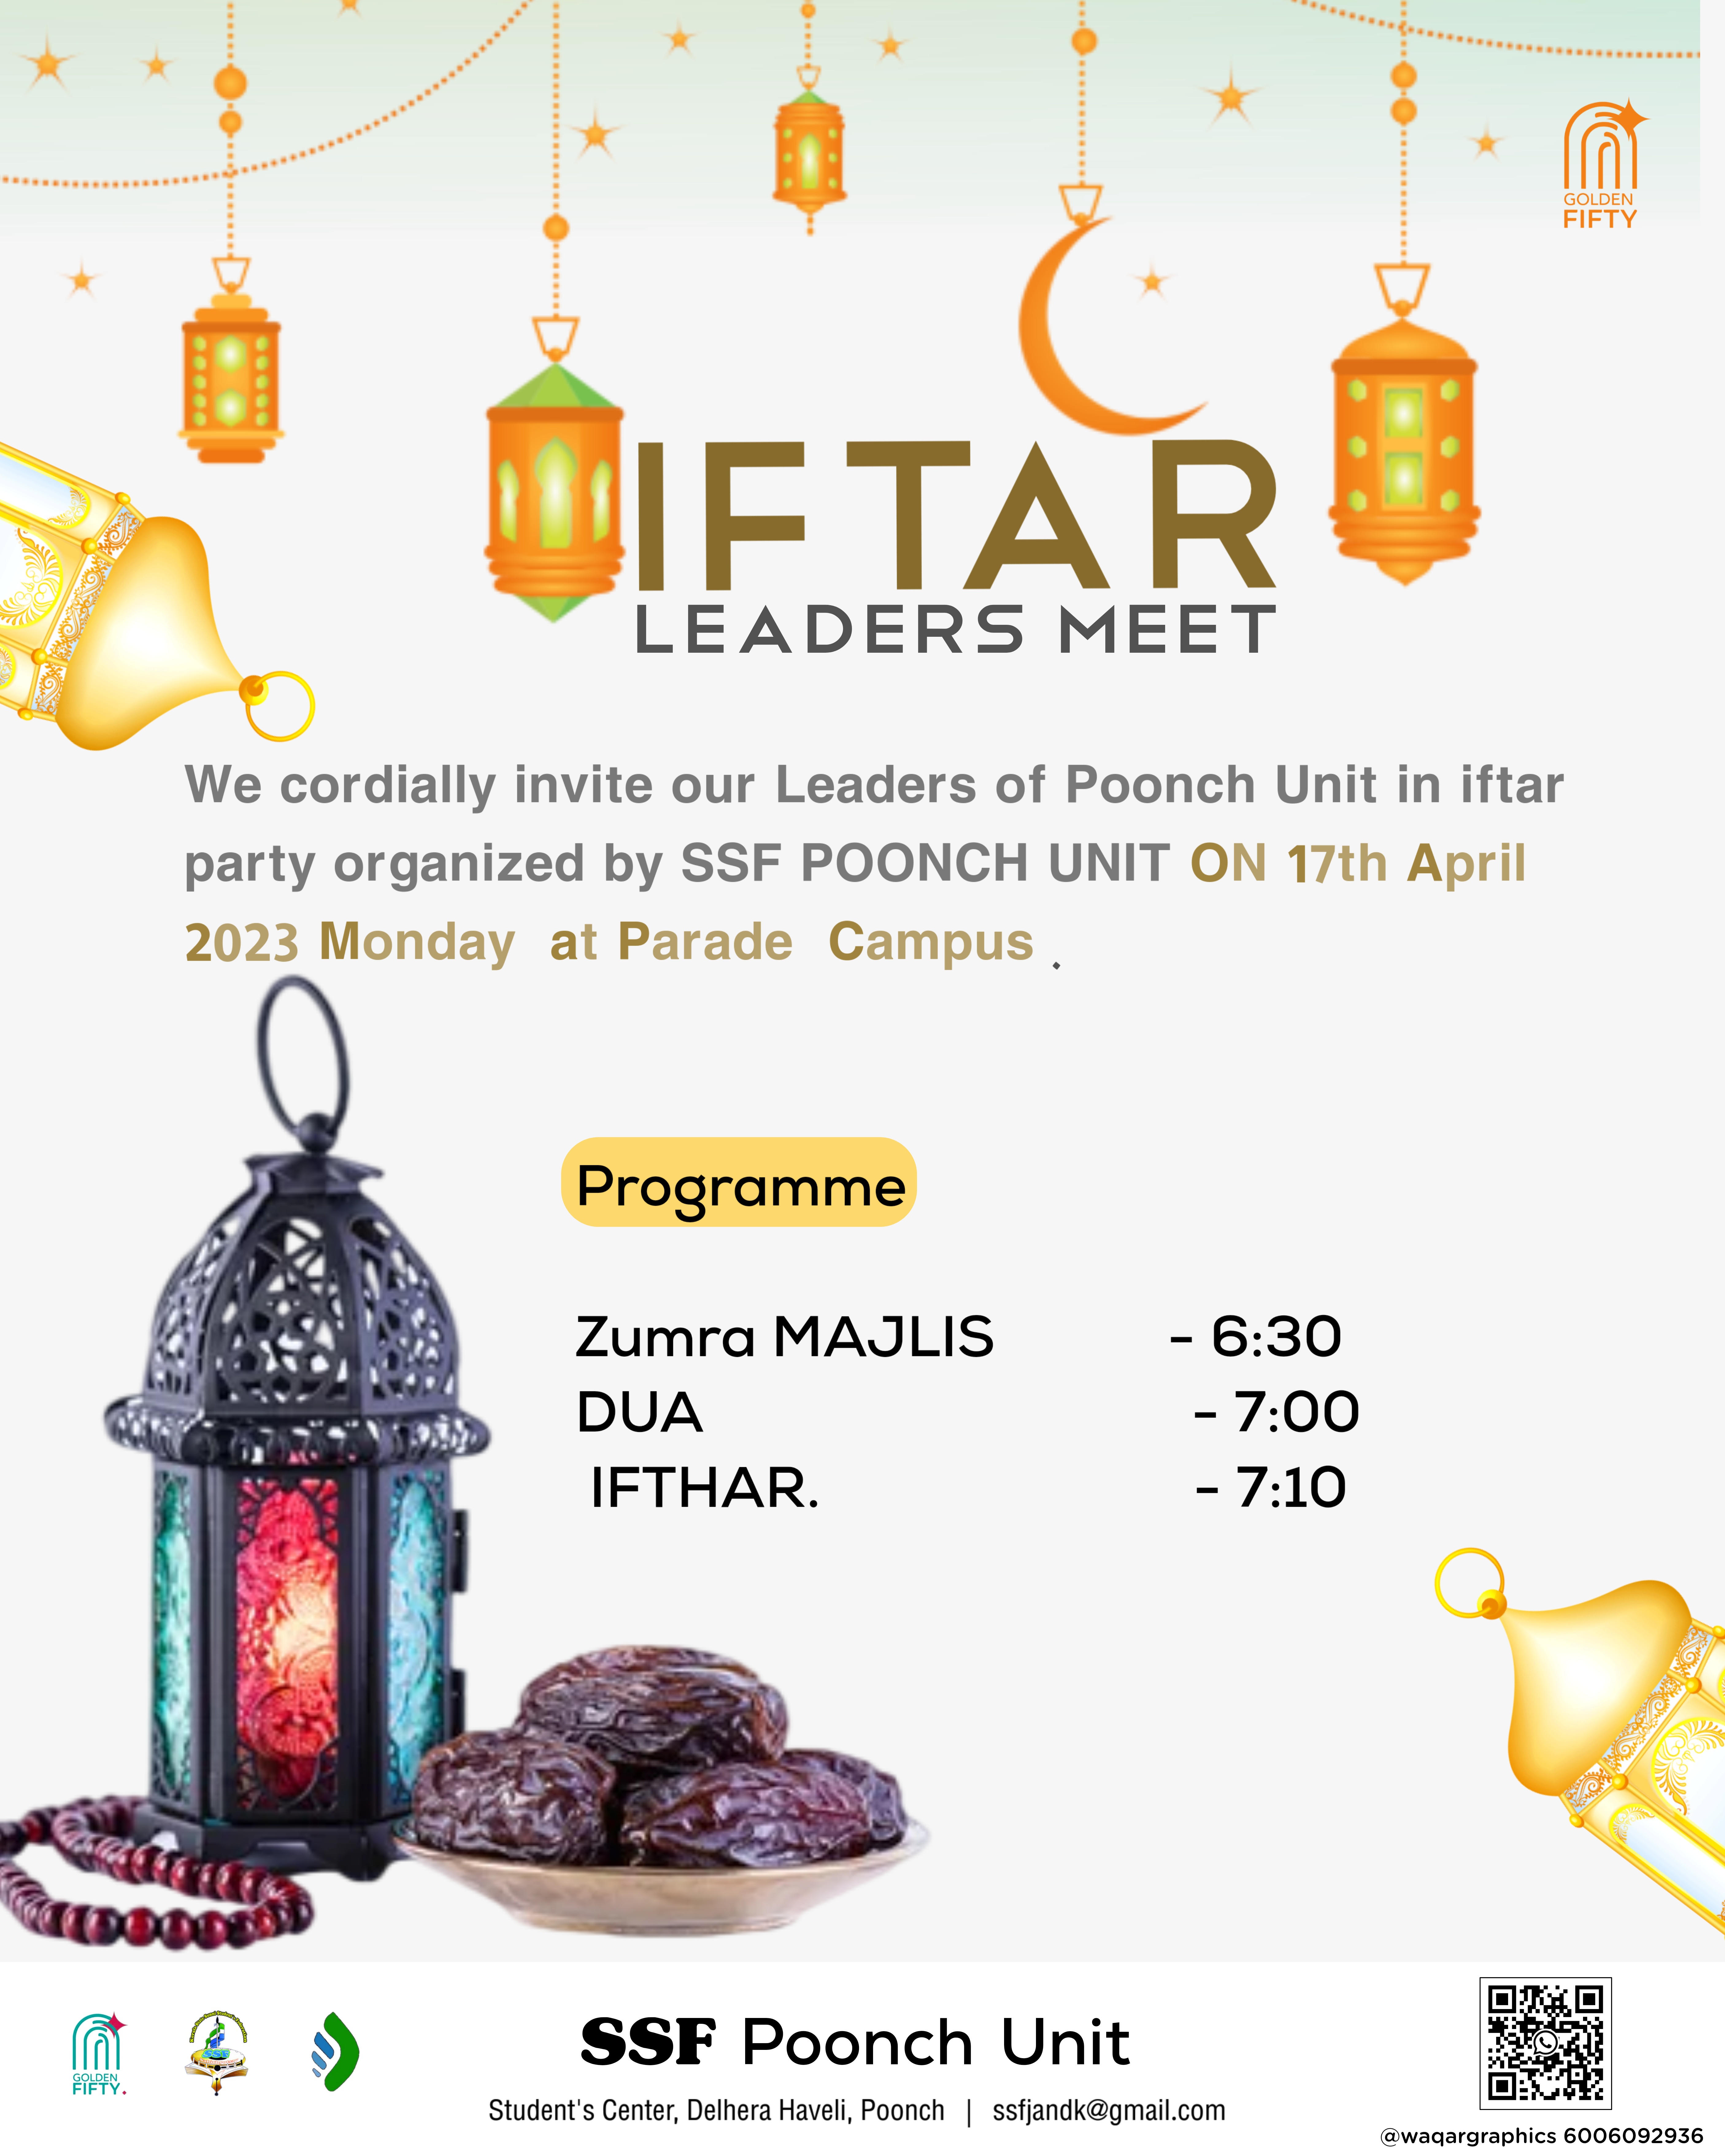 GOLDEN
FIFTY
IFTAR
LEADERS MEET
We cordially invite our Leaders of Poonch Unit in iftar
party organized by SSF POONCH UNIT ON 17th April
2023 Monday at Parade Campus .
Programme
Zumra MAJLIS - 6:30
DUA - 7:00
IFTHAR. - 7:10
GOLDEN
FIFTY.
SSF
SSF Poonch Unit
Student's Center, Delhera Haveli, Poonch | ssfjandk@gmail.com
@waqargraphics 6006092936